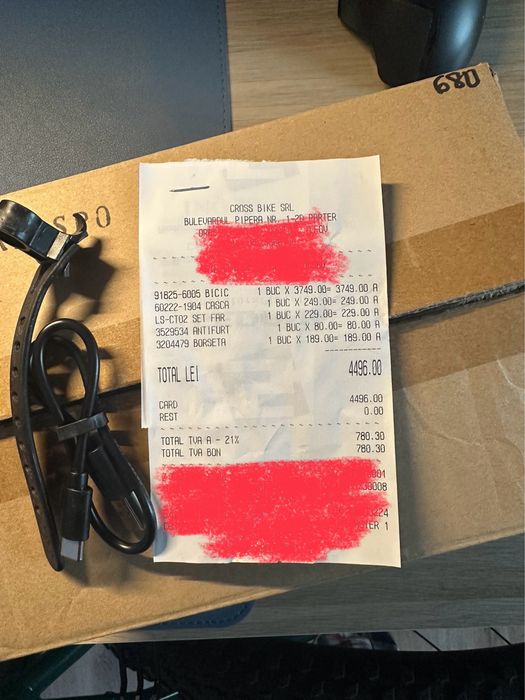 680
SPO
CROSS BIKE SRL
BULEVARDUL PIPERA NR. 1-2D PARTER
91825-6005 BICIC 1 BUC X 3749.00= 3749.00 A
60222-1904 CASCA 1 BUC X 249.00= 249.00 A
LS-CT02 SET FAR 1 BUC X 229.00= 229.00 A
3529534 ANTIFURT 1 BUC X 80.00= 80.00 A
3204479 BORSETA 1 BUC X 189.00= 189.00 A
TOTAL LEI 4496.00
CARD 4496.00
REST 0.00
TOTAL TVA A - 21% 780.30
TOTAL TVA BON 780.30